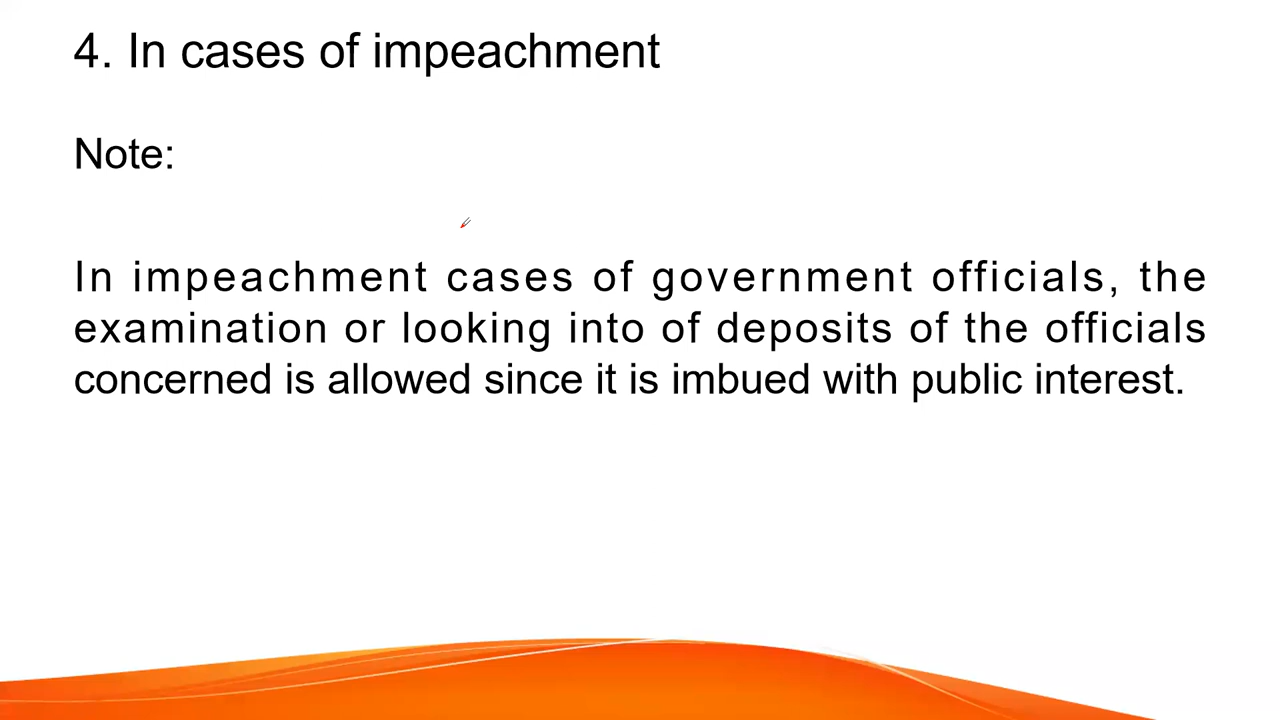 4. In cases of impeachment
Note:
In impeachment cases of government officials, the
examination or looking into of deposits of the officials
concerned is allowed since it is imbued with public interest.